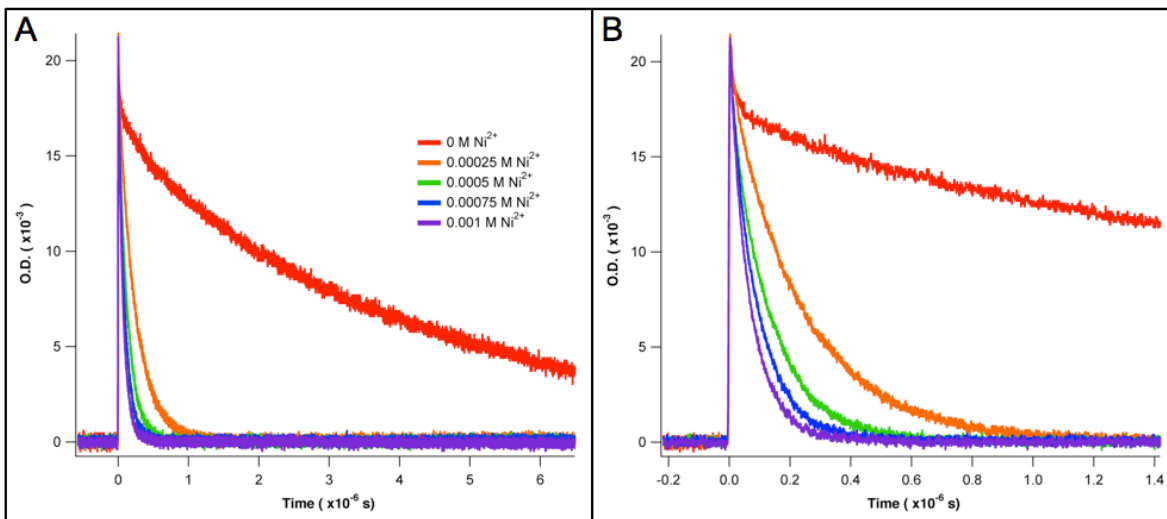 A
O.D. ( x10⁻³)
20
15
10
5
0
0 M Ni²⁺
0.00025 M Ni²⁺
0.0005 M Ni²⁺
0.00075 M Ni²⁺
0.001 M Ni²⁺
0 1 2 3 4 5 6
Time ( x10⁻⁶ s)
B
O.D. ( x10⁻³)
20
15
10
5
0
-0.2 0.0 0.2 0.4 0.6 0.8 1.0 1.2 1.4
Time ( x10⁻⁶ s)